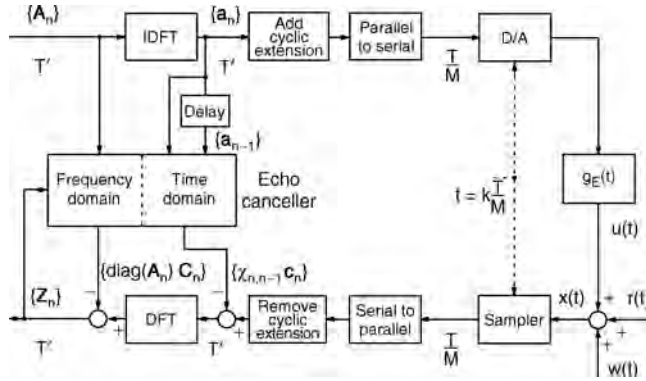 {A_n}
{a_n}
IDFT
Add
cyclic
extension
Parallel
to serial
D/A
T′
T′
T
M
Delay
{a_{n−1}}
Frequency
domain
Time
domain
Echo
canceller
t = k T
M
g_E(t)
u(t)
{diag(A_n) C_n}
{χ_{n,n−1} c_n}
{Z_n}
DFT
Remove
cyclic
extension
Serial to
parallel
Sampler
x(t)
r(t)
T′
T′
T
M
w(t)